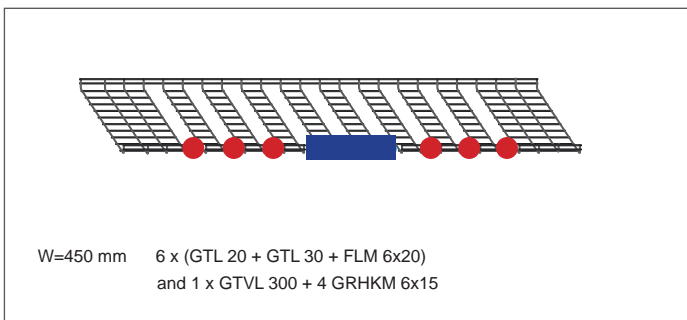 W=450 mm 6 x (GTL 20 + GTL 30 + FLM 6x20)
and 1 x GTVL 300 + 4 GRHKM 6x15